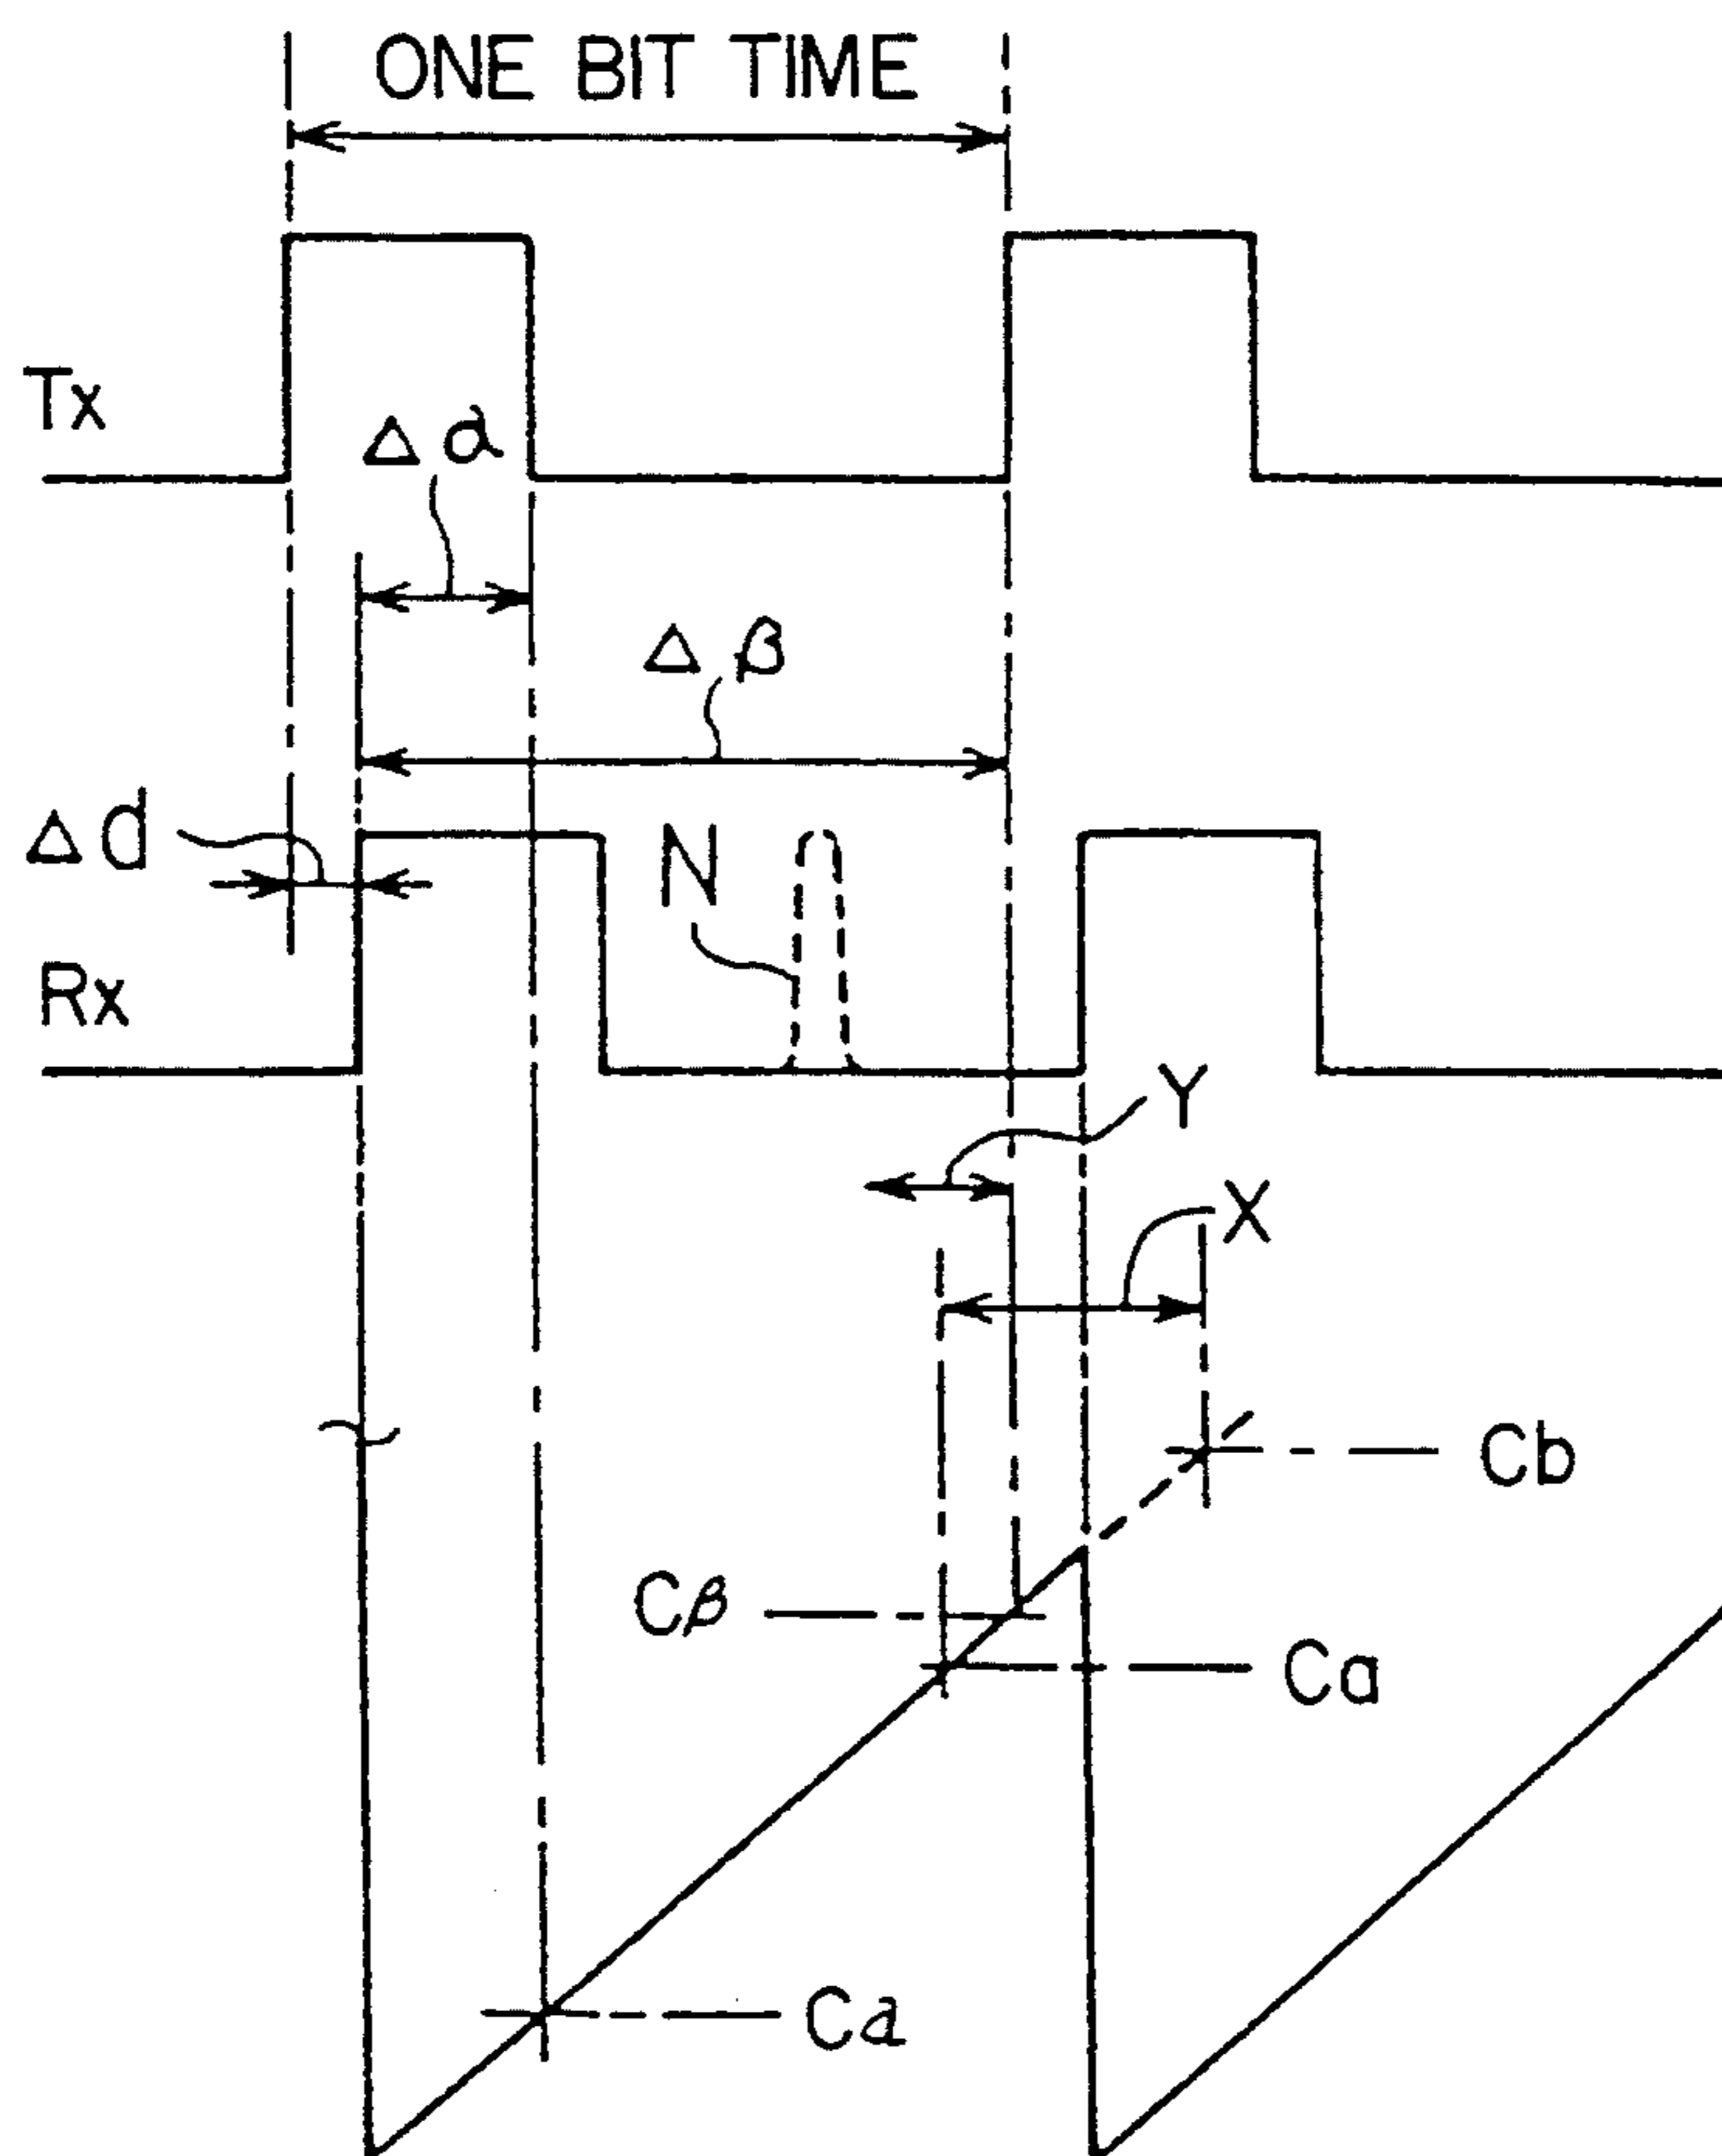 ONE BIT TIME
Tx
Δα
Δβ
Δd
N
Rx
Y
X
Cb
Cβ
Ca
Ca